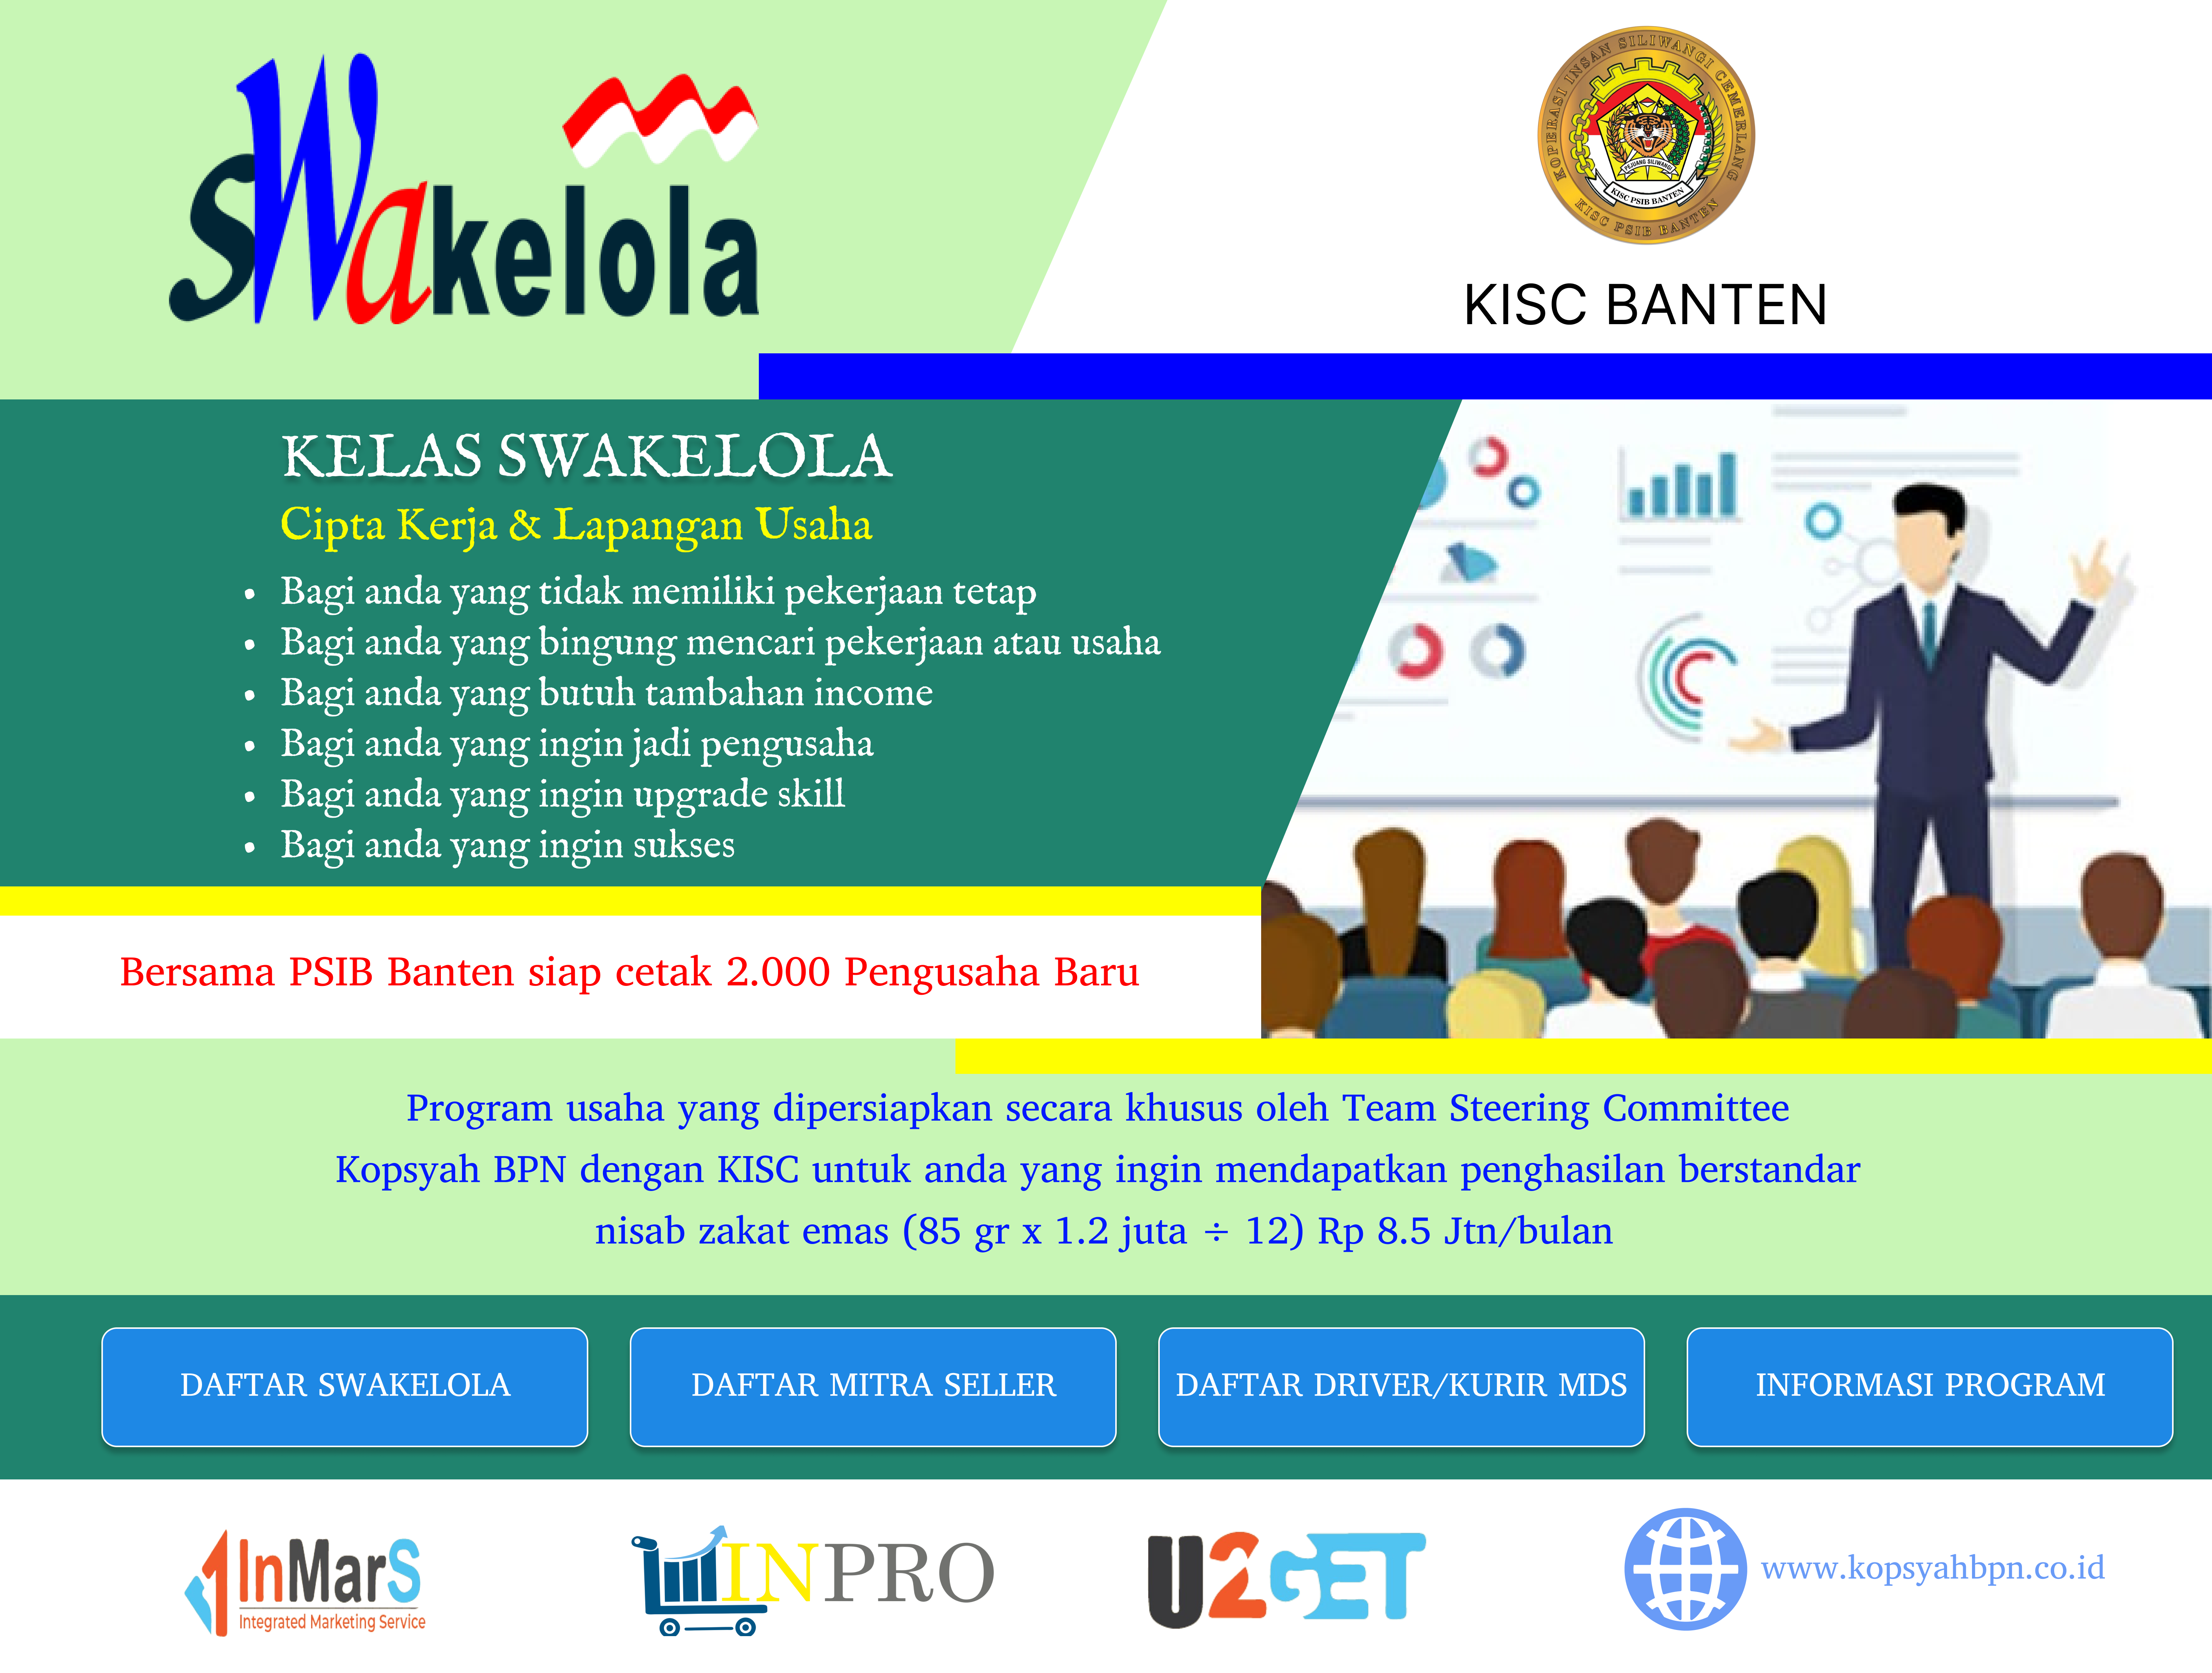 sWakelola
KOPERASI INSAN SILIWANGI CEMERLANG
PEJUANG SILIWANGI
KISC PSIB BANTEN
KISC PSIB BANTEN
KISC BANTEN
KELAS SWAKELOLA
Cipta Kerja & Lapangan Usaha
• Bagi anda yang tidak memiliki pekerjaan tetap
• Bagi anda yang bingung mencari pekerjaan atau usaha
• Bagi anda yang butuh tambahan income
• Bagi anda yang ingin jadi pengusaha
• Bagi anda yang ingin upgrade skill
• Bagi anda yang ingin sukses
Bersama PSIB Banten siap cetak 2.000 Pengusaha Baru
Program usaha yang dipersiapkan secara khusus oleh Team Steering Committee
Kopsyah BPN dengan KISC untuk anda yang ingin mendapatkan penghasilan berstandar
nisab zakat emas (85 gr x 1.2 juta ÷ 12) Rp 8.5 Jtn/bulan
DAFTAR SWAKELOLA
DAFTAR MITRA SELLER
DAFTAR DRIVER/KURIR MDS
INFORMASI PROGRAM
InMarS
Integrated Marketing Service
INPRO
U2GET
www.kopsyahbpn.co.id